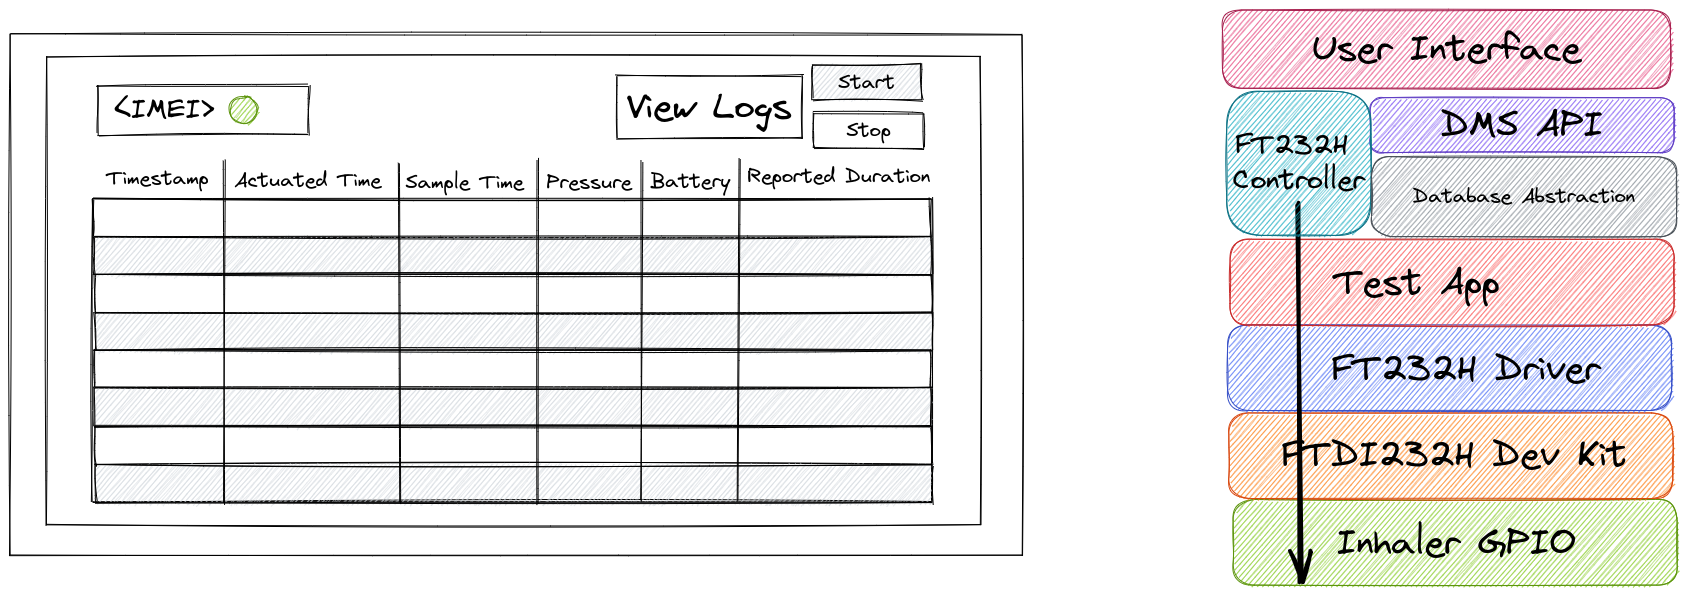 <IMEI>
View Logs
Start
Stop
Timestamp
Actuated Time
Sample Time
Pressure
Battery
Reported Duration
User Interface
FT232H
Controller
DMS API
Database Abstraction
Test App
FT232H Driver
FTDI232H Dev Kit
Inhaler GPIO